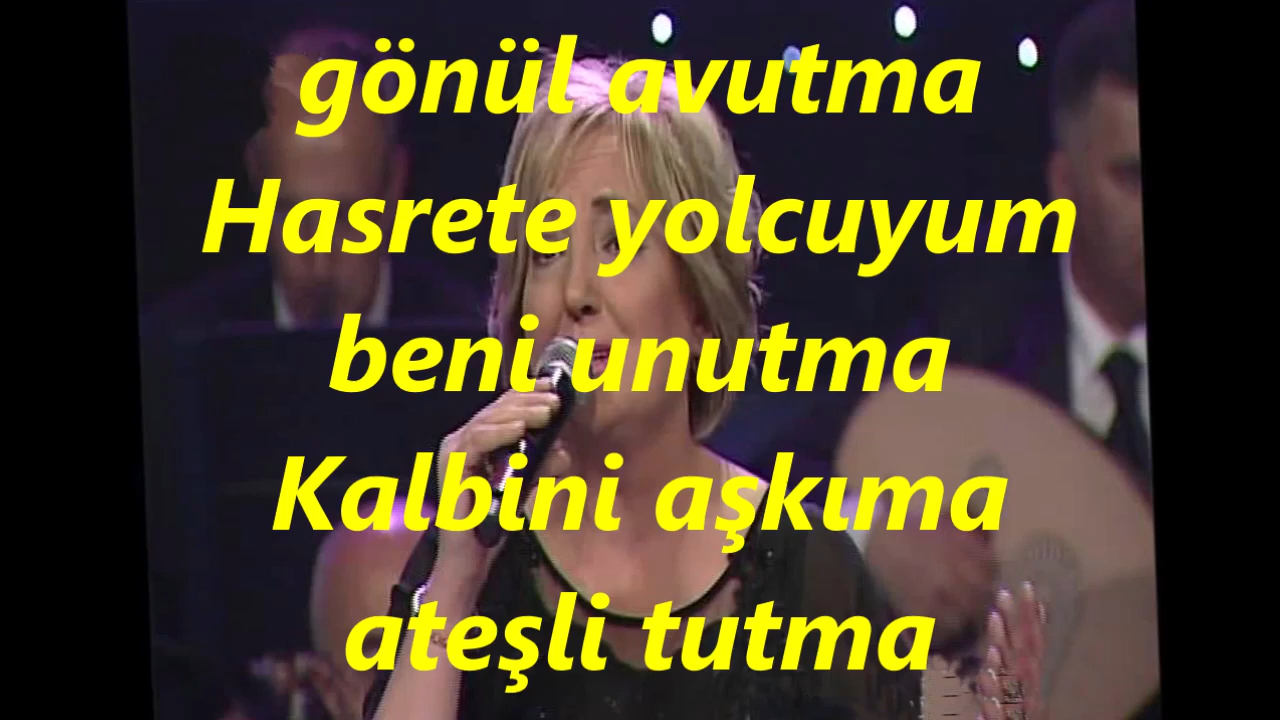 gönül avutma
Hasrete yolcuyum
beni unutma
Kalbini aşkıma
ateşli tutma